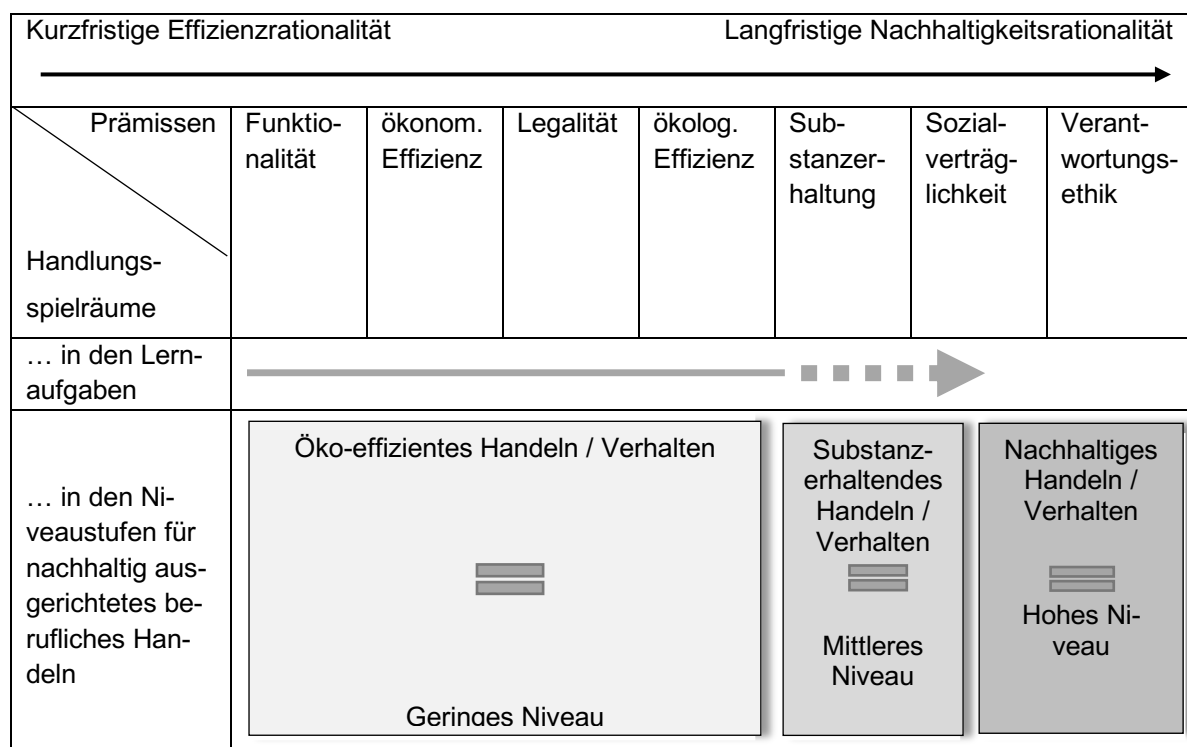 Kurzfristige Effizienzrationalität Langfristige Nachhaltigkeitsrationalität
Prämissen
Handlungs-
spielräume
Funktio-
nalität
ökonom.
Effizienz
Legalität
ökolog.
Effizienz
Sub-
stanzer-
haltung
Sozial-
verträg-
lichkeit
Verant-
wortungs-
ethik
… in den Lern-
aufgaben
… in den Ni-
veaustufen für
nachhaltig aus-
gerichtetes be-
rufliches Han-
deln
Öko-effizientes Handeln / Verhalten
Geringes Niveau
Substanz-
erhaltendes
Handeln /
Verhalten
Mittleres
Niveau
Nachhaltiges
Handeln /
Verhalten
Hohes Ni-
veau